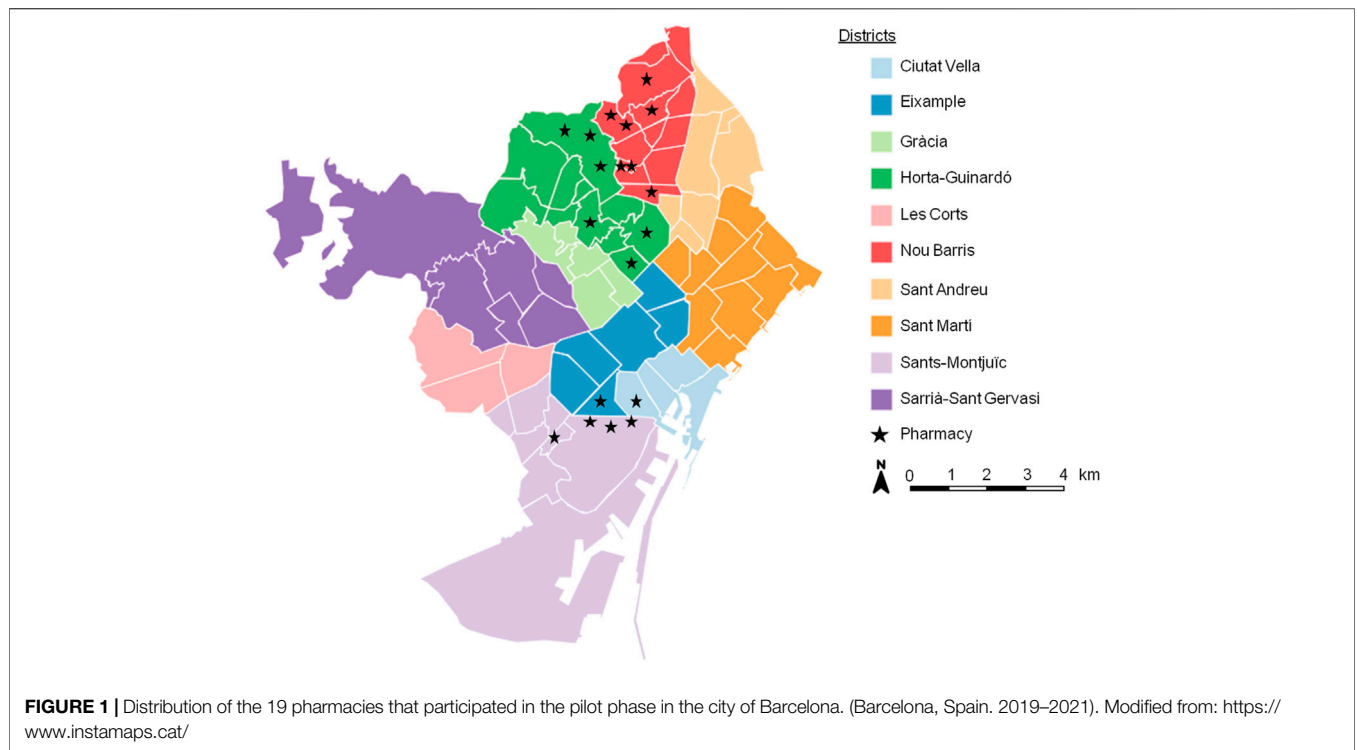 Districts
Ciutat Vella
Eixample
Gràcia
Horta-Guinardó
Les Corts
Nou Barris
Sant Andreu
Sant Martí
Sants-Montjuïc
Sarrià-Sant Gervasi
Pharmacy
N
0 1 2 3 4 km
FIGURE 1 | Distribution of the 19 pharmacies that participated in the pilot phase in the city of Barcelona. (Barcelona, Spain. 2019–2021). Modified from: https://
www.instamaps.cat/